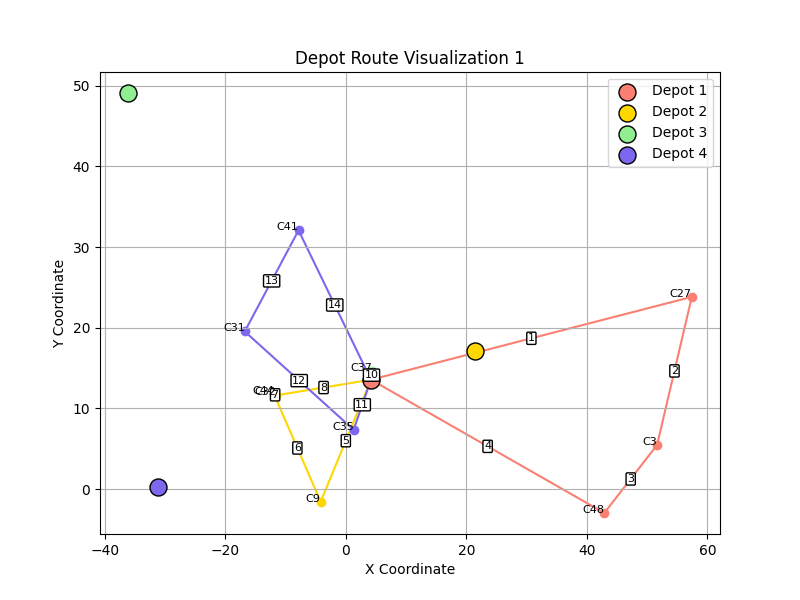 Depot Route Visualization 1
50
40
30
20
10
0
−40
−20
0
20
40
60
Y Coordinate
X Coordinate
Depot 1
Depot 2
Depot 3
Depot 4
C41
C27
C31
C37
C35
C3
C9
C48
1
2
3
4
5
6
7
8
10
11
12
13
14